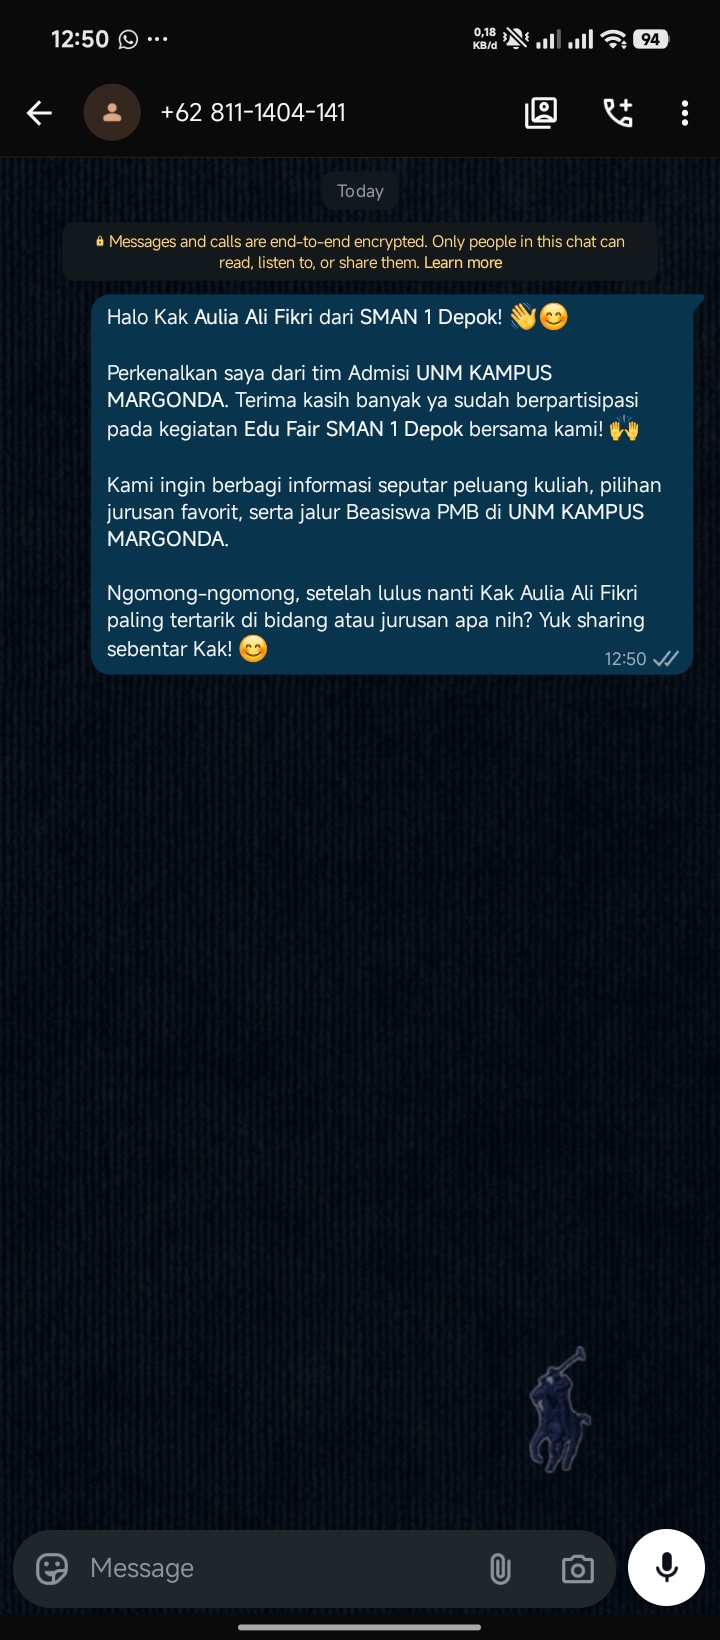 12:50
0,18
KB/d
94
+62 811-1404-141
Today
Messages and calls are end-to-end encrypted. Only people in this chat can
read, listen to, or share them. Learn more
Halo Kak Aulia Ali Fikri dari SMAN 1 Depok! 👋😊
Perkenalkan saya dari tim Admisi UNM KAMPUS
MARGONDA. Terima kasih banyak ya sudah berpartisipasi
pada kegiatan Edu Fair SMAN 1 Depok bersama kami! 🙌
Kami ingin berbagi informasi seputar peluang kuliah, pilihan
jurusan favorit, serta jalur Beasiswa PMB di UNM KAMPUS
MARGONDA.
Ngomong-ngomong, setelah lulus nanti Kak Aulia Ali Fikri
paling tertarik di bidang atau jurusan apa nih? Yuk sharing
sebentar Kak! 😊
12:50
Message